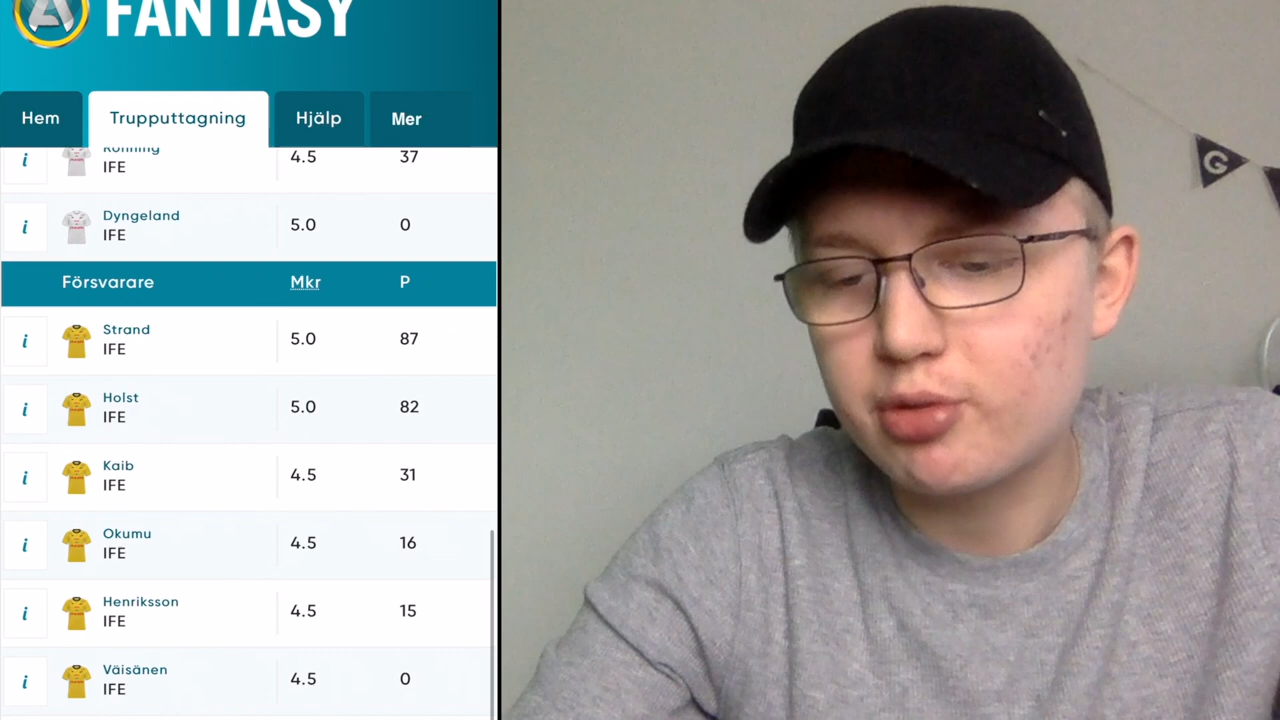 FANTASY
Hem Trupputtagning Hjälp Mer
i Rönning 4.5 37
IFE
i Dyngeland 5.0 0
IFE
Försvarare Mkr P
i Strand 5.0 87
IFE
i Holst 5.0 82
IFE
i Kaib 4.5 31
IFE
i Okumu 4.5 16
IFE
i Henriksson 4.5 15
IFE
i Väisänen 4.5 0
IFE
G